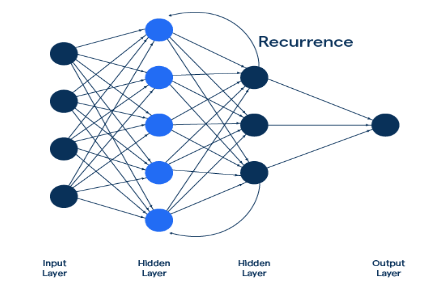 Recurrence
Input
Layer
Hidden
Layer
Hidden
Layer
Output
Layer